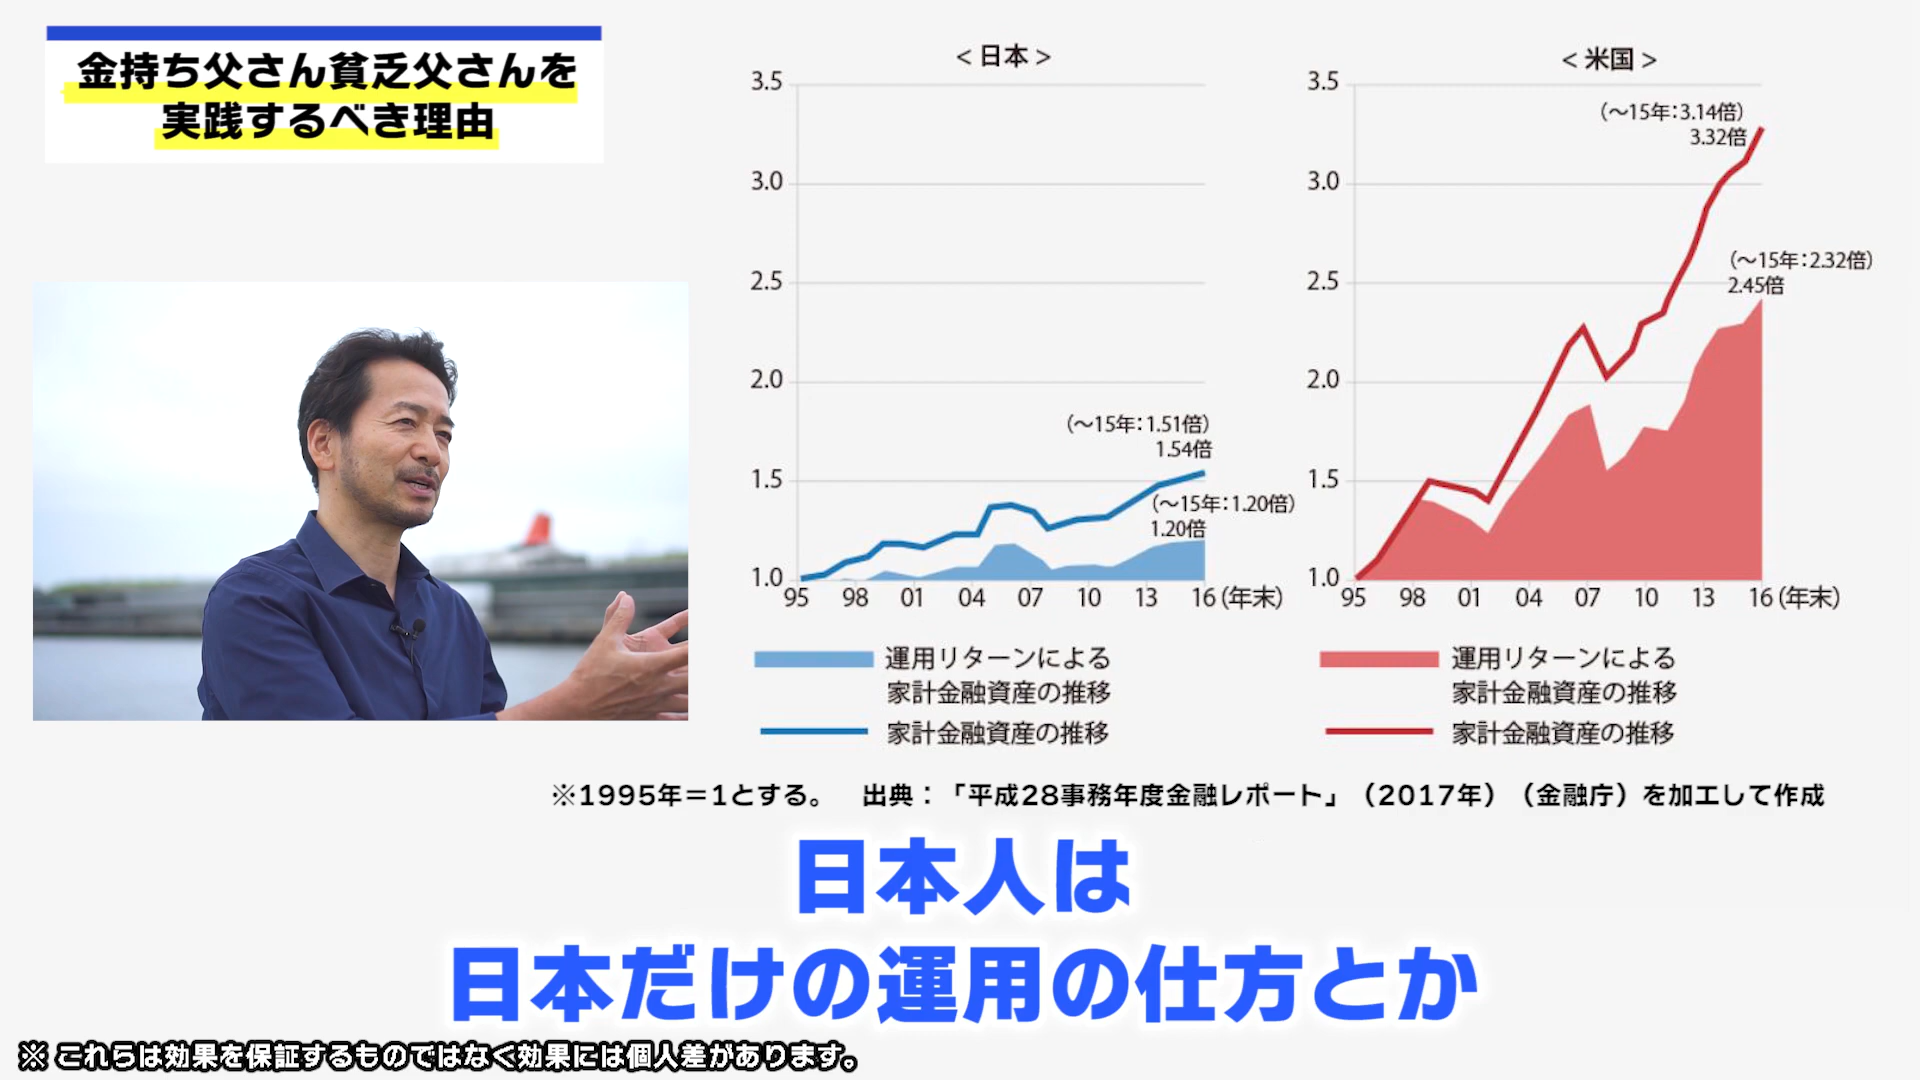 金持ち父さん貧乏父さんを
実践するべき理由
＜日本＞
3.5
3.0
2.5
2.0
1.5
1.0
(～15年：1.51倍)
1.54倍
(～15年：1.20倍)
1.20倍
95 98 01 04 07 10 13 16（年末）
運用リターンによる
家計金融資産の推移
家計金融資産の推移
＜米国＞
3.5
3.0
2.5
2.0
1.5
1.0
(～15年：3.14倍)
3.32倍
(～15年：2.32倍)
2.45倍
95 98 01 04 07 10 13 16（年末）
運用リターンによる
家計金融資産の推移
家計金融資産の推移
※1995年＝1とする。　出典：「平成28事務年度金融レポート」（2017年）（金融庁）を加工して作成
日本人は
日本だけの運用の仕方とか
※ これらは効果を保証するものではなく効果には個人差があります。